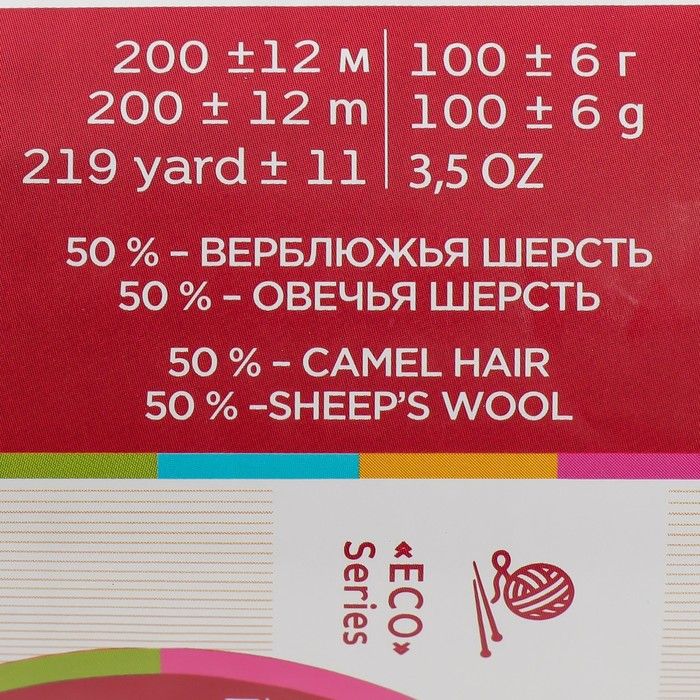 200 ±12 м
200 ± 12 m
219 yard ± 11
100 ± 6 г
100 ± 6 g
3,5 OZ
50 % – ВЕРБЛЮЖЬЯ ШЕРСТЬ
50 % – ОВЕЧЬЯ ШЕРСТЬ
50 % – CAMEL HAIR
50 % –SHEEP'S WOOL
«ECO»
Series